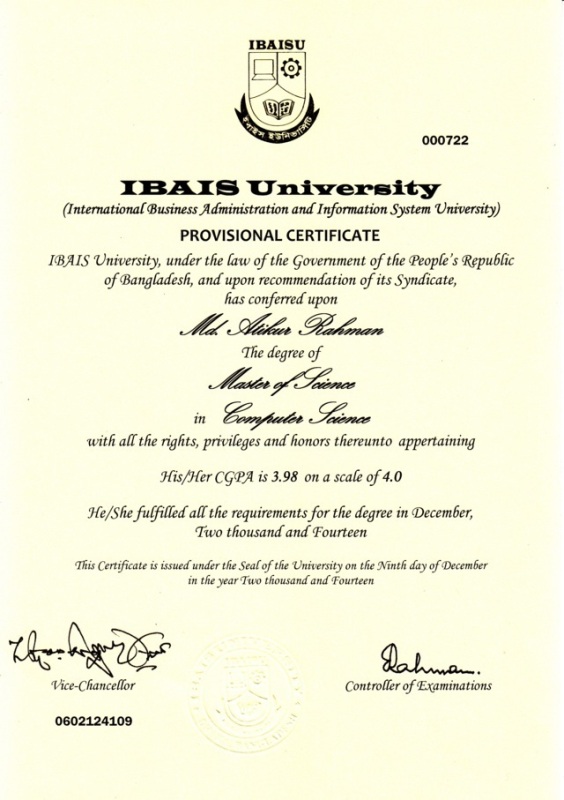 IBAISU
ইবাইস ইউনিভার্সিটি
000722
IBAIS University
(International Business Administration and Information System University)
PROVISIONAL CERTIFICATE
IBAIS University, under the law of the Government of the People's Republic
of Bangladesh, and upon recommendation of its Syndicate,
has conferred upon
Md. Atikur Rahman
The degree of
Master of Science
in Computer Science
with all the rights, privileges and honors thereunto appertaining
His/Her CGPA is 3.98 on a scale of 4.0
He/She fulfilled all the requirements for the degree in December,
Two thousand and Fourteen
This Certificate is issued under the Seal of the University on the Ninth day of December
in the year Two thousand and Fourteen
Rahman.
Vice-Chancellor
Controller of Examinations
0602124109